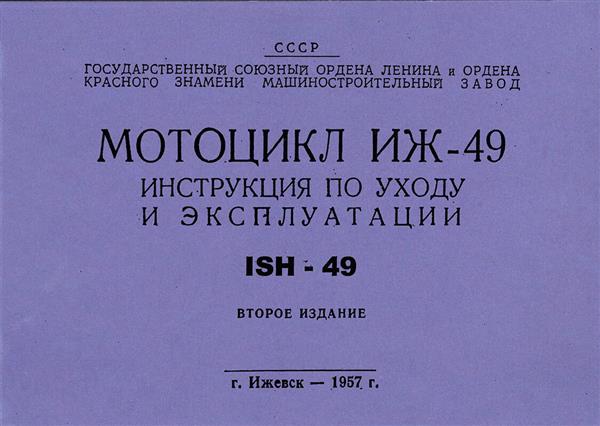 СССР
ГОСУДАРСТВЕННЫЙ СОЮЗНЫЙ ОРДЕНА ЛЕНИНА и ОРДЕНА
КРАСНОГО ЗНАМЕНИ МАШИНОСТРОИТЕЛЬНЫЙ ЗАВОД
МОТОЦИКЛ ИЖ-49
ИНСТРУКЦИЯ ПО УХОДУ
И ЭКСПЛУАТАЦИИ
ISH - 49
ВТОРОЕ ИЗДАНИЕ
г. Ижевск — 1957 г.